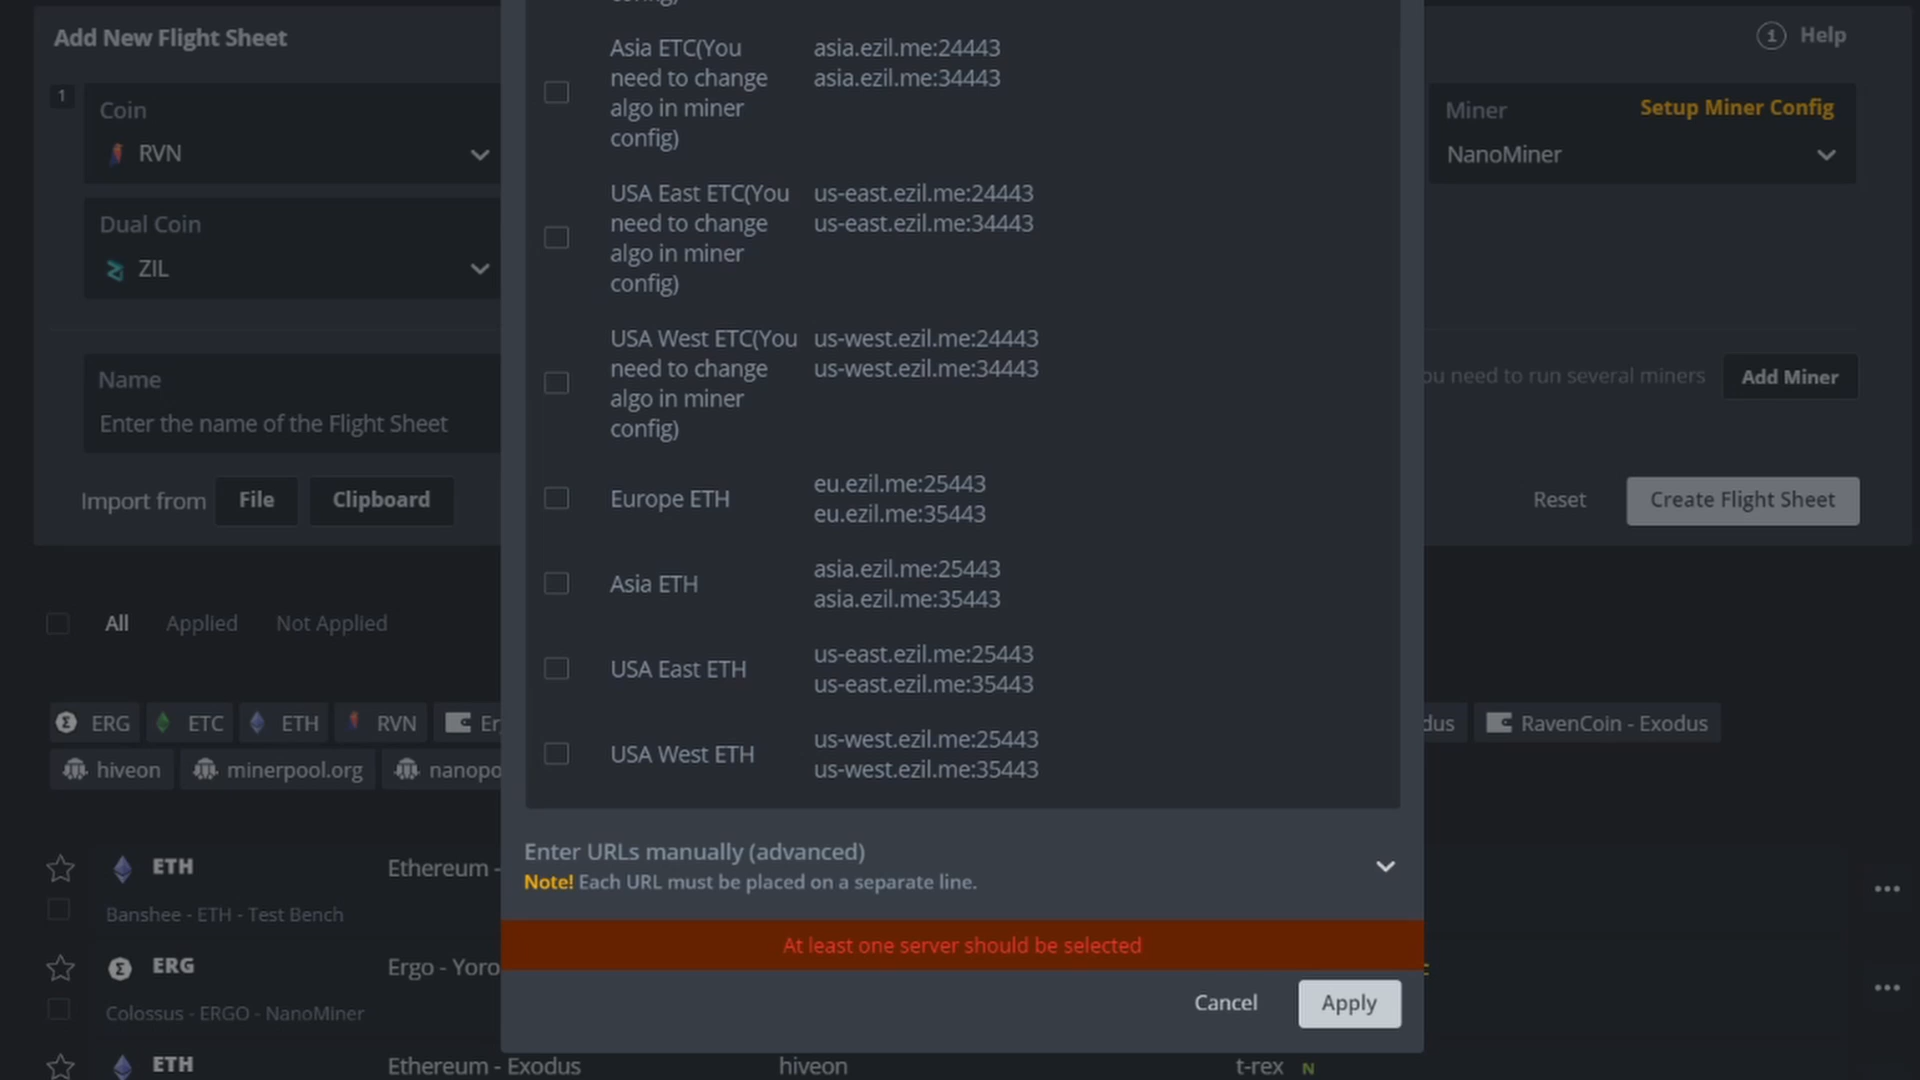 config)
Add New Flight Sheet
Help
1
Coin
RVN
Dual Coin
ZIL
Name
Enter the name of the Flight Sheet
Import from
File
Clipboard
Asia ETC(You
need to change
algo in miner
config)
asia.ezil.me:24443
asia.ezil.me:34443
USA East ETC(You
need to change
algo in miner
config)
us-east.ezil.me:24443
us-east.ezil.me:34443
USA West ETC(You
need to change
algo in miner
config)
us-west.ezil.me:24443
us-west.ezil.me:34443
Europe ETH
eu.ezil.me:25443
eu.ezil.me:35443
Asia ETH
asia.ezil.me:25443
asia.ezil.me:35443
USA East ETH
us-east.ezil.me:25443
us-east.ezil.me:35443
USA West ETH
us-west.ezil.me:25443
us-west.ezil.me:35443
Enter URLs manually (advanced)
Note! Each URL must be placed on a separate line.
At least one server should be selected
Cancel
Apply
Miner
Setup Miner Config
NanoMiner
need to run several miners
Add Miner
Reset
Create Flight Sheet
All
Applied
Not Applied
ERG
ETC
ETH
RVN
RavenCoin - Exodus
hiveon
minerpool.org
ETH
Ethereum -
Banshee - ETH - Test Bench
ERG
Ergo - Yoro
Colossus - ERGO - NanoMiner
ETH
Ethereum - Exodus
hiveon
t-rex
N